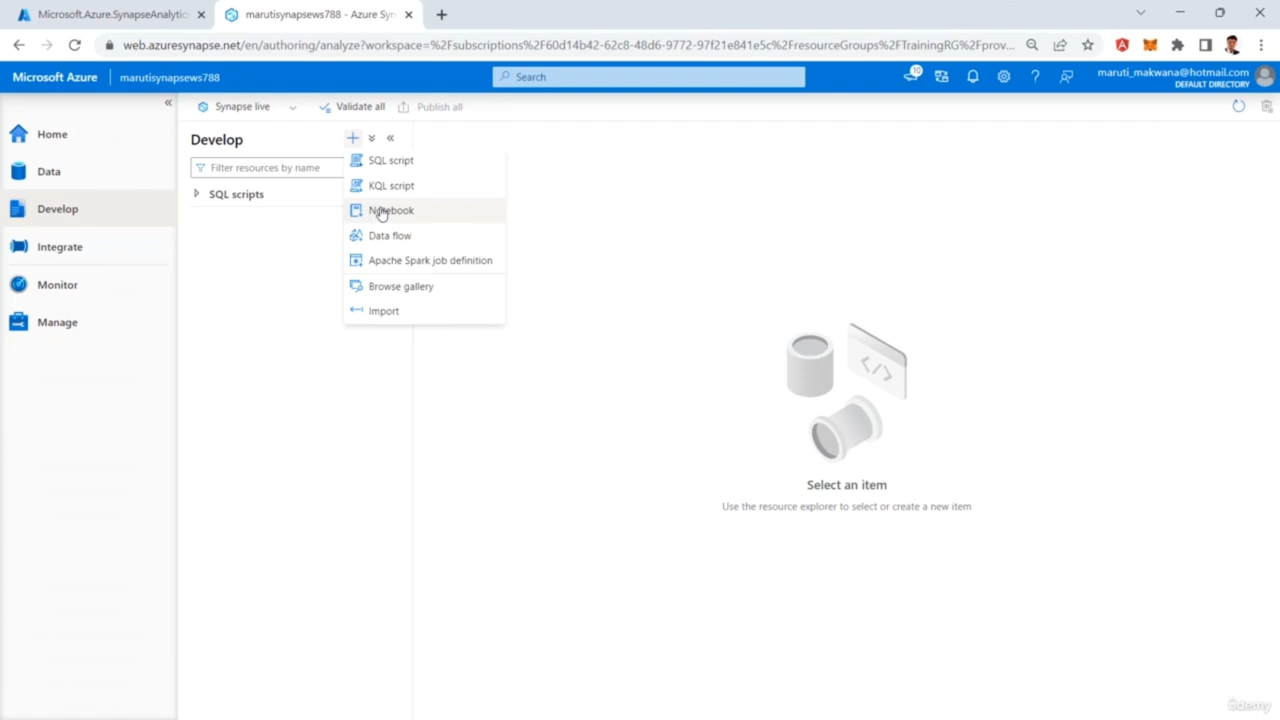 Microsoft.Azure.SynapseAnalytics
marutisynapsews788 - Azure Syn
web.azuresynapse.net/en/authoring/analyze?workspace=%2Fsubscriptions%2F60d14b42-62c8-48d6-9772-97f21e841e5c%2FresourceGroups%2FTrainingRG%2Fprov...
Microsoft Azure
marutisynapsews788
Search
10
maruti_makwana@hotmail.com
DEFAULT DIRECTORY
Synapse live
Validate all
Publish all
Home
Data
Develop
Integrate
Monitor
Manage
Develop
Filter resources by name
SQL scripts
SQL script
KQL script
Notebook
Data flow
Apache Spark job definition
Browse gallery
Import
Select an item
Use the resource explorer to select or create a new item
ûdemy